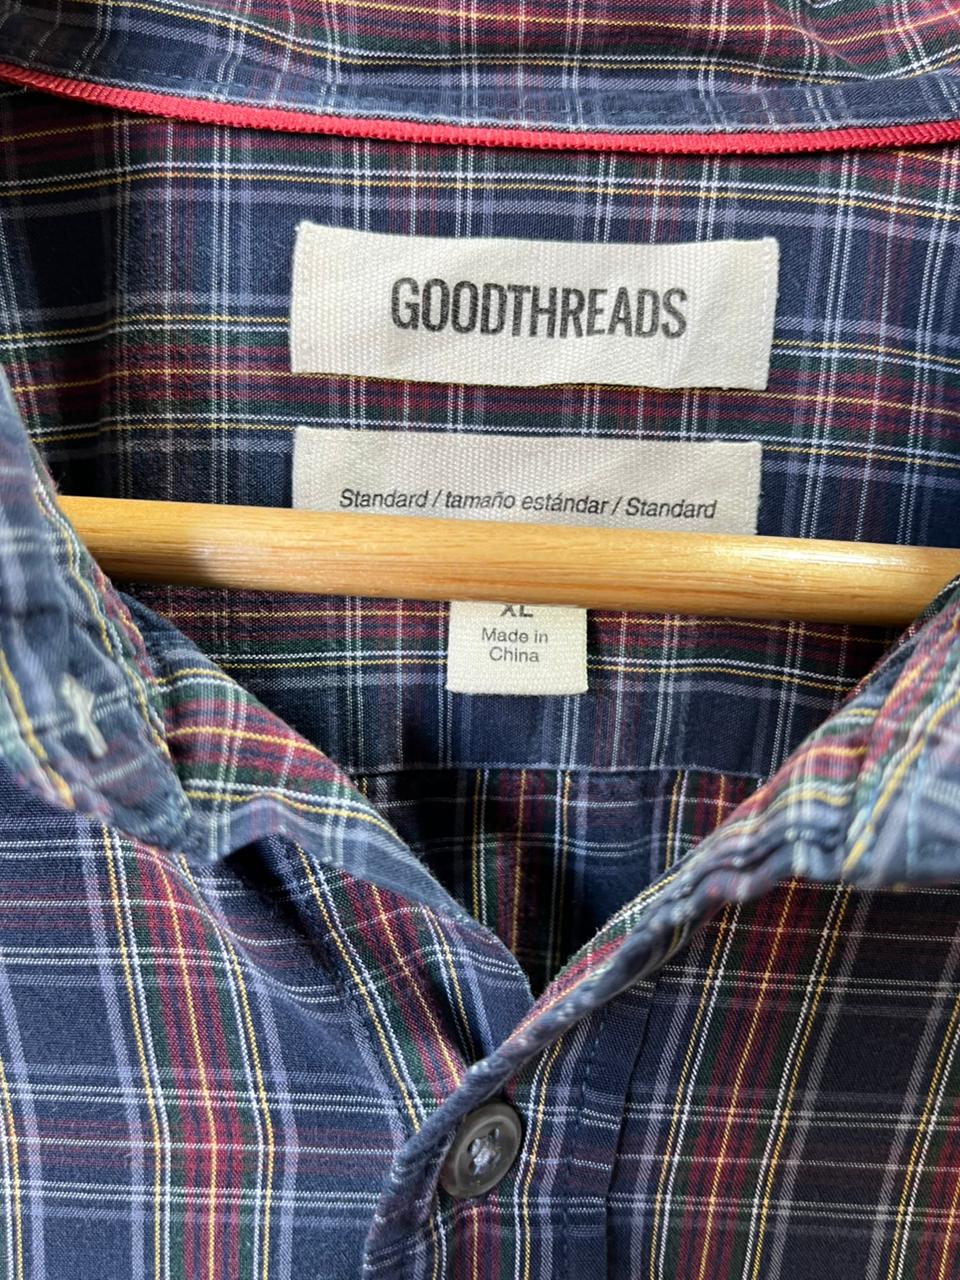 GOODTHREADS
Standard / tamaño estándar / Standard
XL
Made in
China